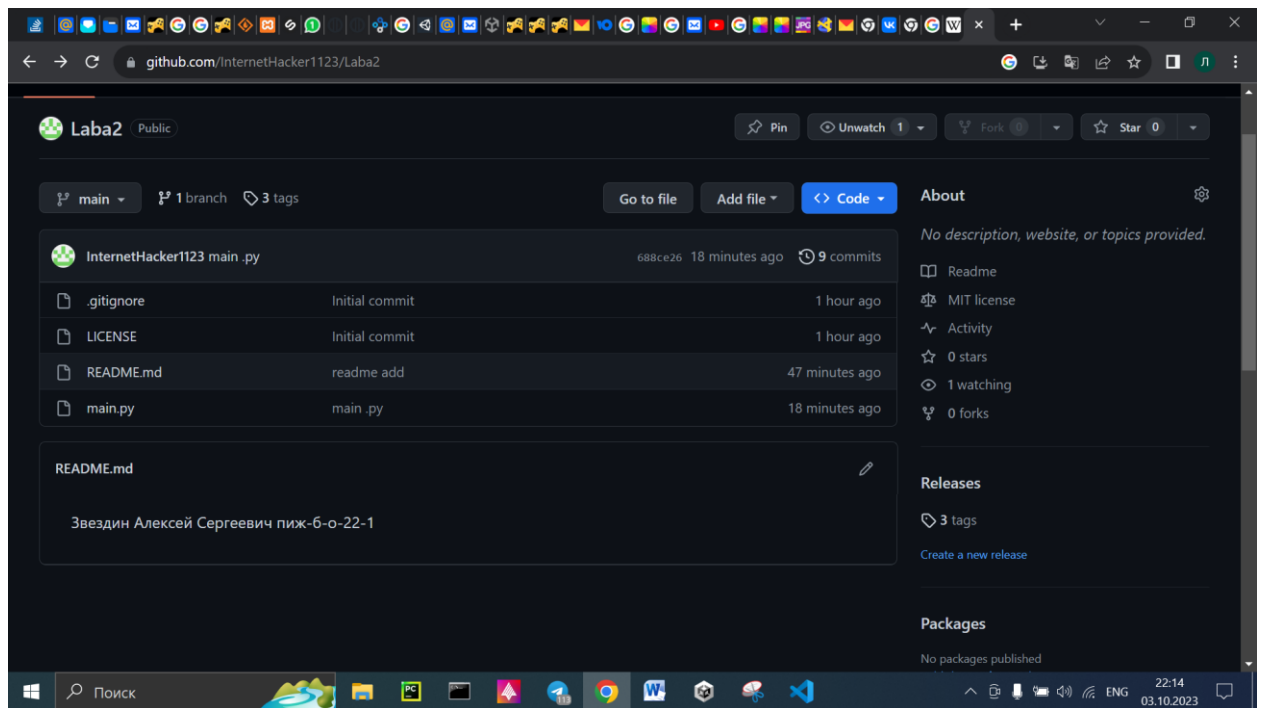 github.com/InternetHacker1123/Laba2
Л
Laba2 Public
Pin
Unwatch 1
Fork 0
Star 0
main
1 branch
3 tags
Go to file
Add file
<> Code
InternetHacker1123 main .py
688ce26 18 minutes ago
9 commits
.gitignore Initial commit 1 hour ago
LICENSE Initial commit 1 hour ago
README.md readme add 47 minutes ago
main.py main .py 18 minutes ago
README.md
Звездин Алексей Сергеевич пиж-б-о-22-1
About
No description, website, or topics provided.
Readme
MIT license
Activity
0 stars
1 watching
0 forks
Releases
3 tags
Create a new release
Packages
No packages published
Поиск
ENG
22:14
03.10.2023